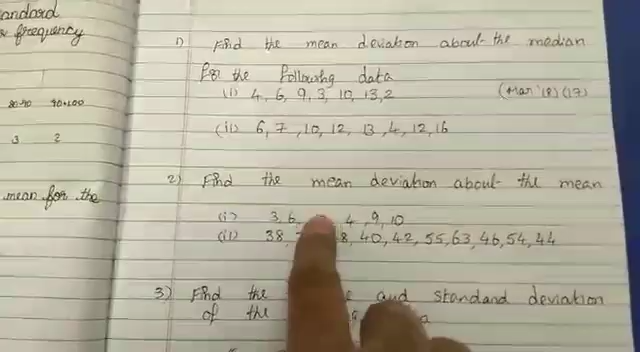 andard
frequency
80-90 90-100
3 2
mean for the
1) Find the mean deviation about the median
for the following data
(i) 4, 6, 9, 3, 10, 13, 2 (Mar '18) (17)
(ii) 6, 7, 10, 12, 13, 4, 12, 16
2) Find the mean deviation about the mean
(i) 3, 6, 4, 9, 10
(ii) 38, 8, 40, 42, 55, 63, 46, 54, 44
3) Find the and standard deviation
of the